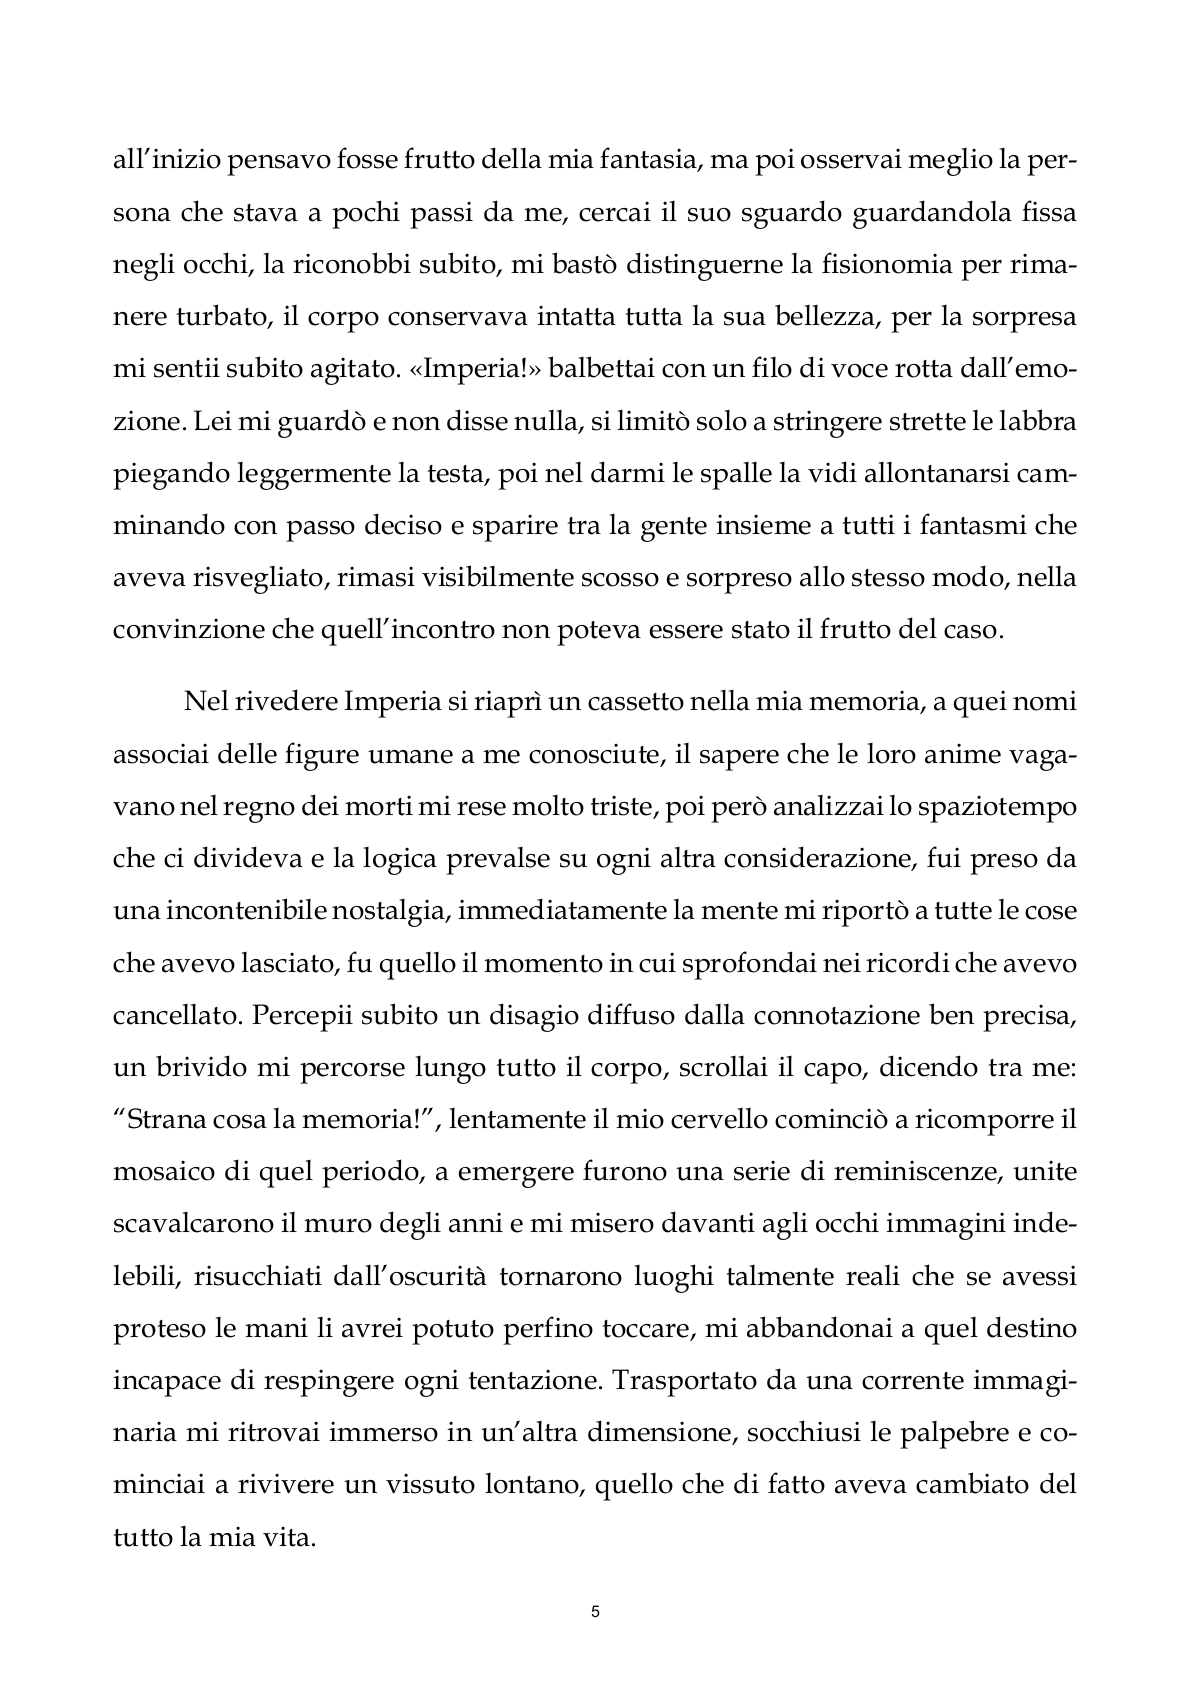 all’inizio pensavo fosse frutto della mia fantasia, ma poi osservai meglio la per-
sona che stava a pochi passi da me, cercai il suo sguardo guardandola fissa
negli occhi, la riconobbi subito, mi bastò distinguerne la fisionomia per rima-
nere turbato, il corpo conservava intatta tutta la sua bellezza, per la sorpresa
mi sentii subito agitato. «Imperia!» balbettai con un filo di voce rotta dall’emo-
zione. Lei mi guardò e non disse nulla, si limitò solo a stringere strette le labbra
piegando leggermente la testa, poi nel darmi le spalle la vidi allontanarsi cam-
minando con passo deciso e sparire tra la gente insieme a tutti i fantasmi che
aveva risvegliato, rimasi visibilmente scosso e sorpreso allo stesso modo, nella
convinzione che quell’incontro non poteva essere stato il frutto del caso.
Nel rivedere Imperia si riaprì un cassetto nella mia memoria, a quei nomi
associai delle figure umane a me conosciute, il sapere che le loro anime vaga-
vano nel regno dei morti mi rese molto triste, poi però analizzai lo spaziotempo
che ci divideva e la logica prevalse su ogni altra considerazione, fui preso da
una incontenibile nostalgia, immediatamente la mente mi riportò a tutte le cose
che avevo lasciato, fu quello il momento in cui sprofondai nei ricordi che avevo
cancellato. Percepii subito un disagio diffuso dalla connotazione ben precisa,
un brivido mi percorse lungo tutto il corpo, scrollai il capo, dicendo tra me:
“Strana cosa la memoria!”, lentamente il mio cervello cominciò a ricomporre il
mosaico di quel periodo, a emergere furono una serie di reminiscenze, unite
scavalcarono il muro degli anni e mi misero davanti agli occhi immagini inde-
lebili, risucchiati dall’oscurità tornarono luoghi talmente reali che se avessi
proteso le mani li avrei potuto perfino toccare, mi abbandonai a quel destino
incapace di respingere ogni tentazione. Trasportato da una corrente immagi-
naria mi ritrovai immerso in un’altra dimensione, socchiusi le palpebre e co-
minciai a rivivere un vissuto lontano, quello che di fatto aveva cambiato del
tutto la mia vita.
5